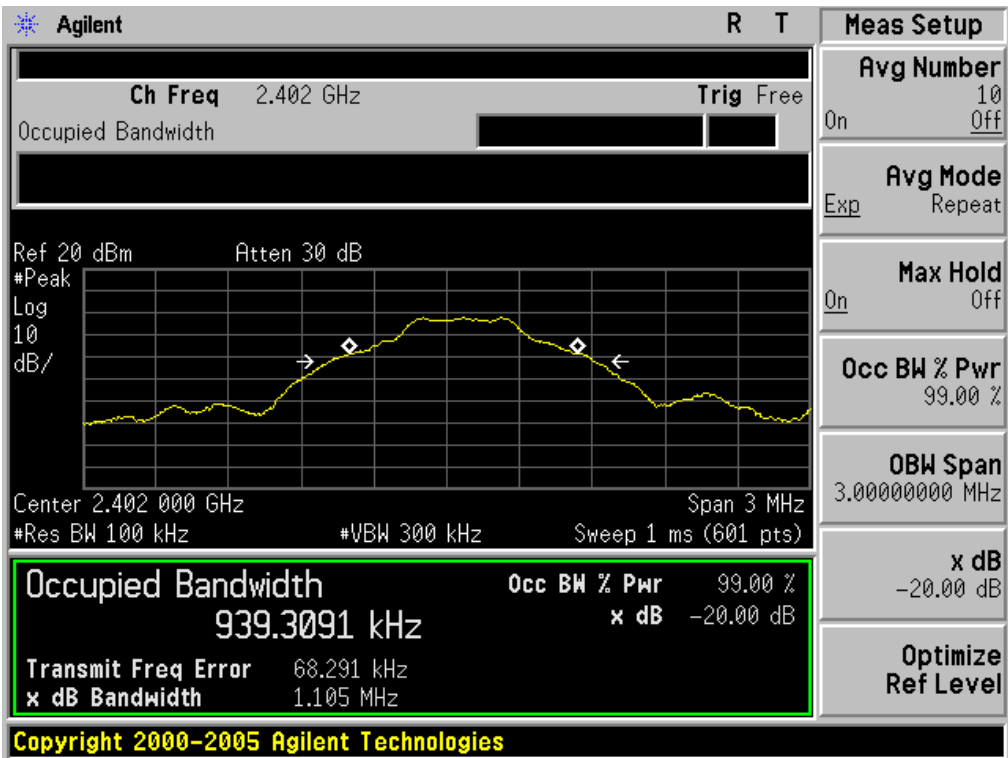 Agilent R T
Ch Freq 2.402 GHz Trig Free
Occupied Bandwidth
Ref 20 dBm Atten 30 dB
#Peak
Log
10
dB/
Center 2.402 000 GHz Span 3 MHz
#Res BW 100 kHz #VBW 300 kHz Sweep 1 ms (601 pts)
Occupied Bandwidth Occ BW % Pwr 99.00 %
939.3091 kHz x dB -20.00 dB
Transmit Freq Error 68.291 kHz
x dB Bandwidth 1.105 MHz
Copyright 2000-2005 Agilent Technologies
Meas Setup
Avg Number
10
On Off
Avg Mode
Exp Repeat
Max Hold
On Off
Occ BW % Pwr
99.00 %
OBW Span
3.00000000 MHz
x dB
-20.00 dB
Optimize
Ref Level